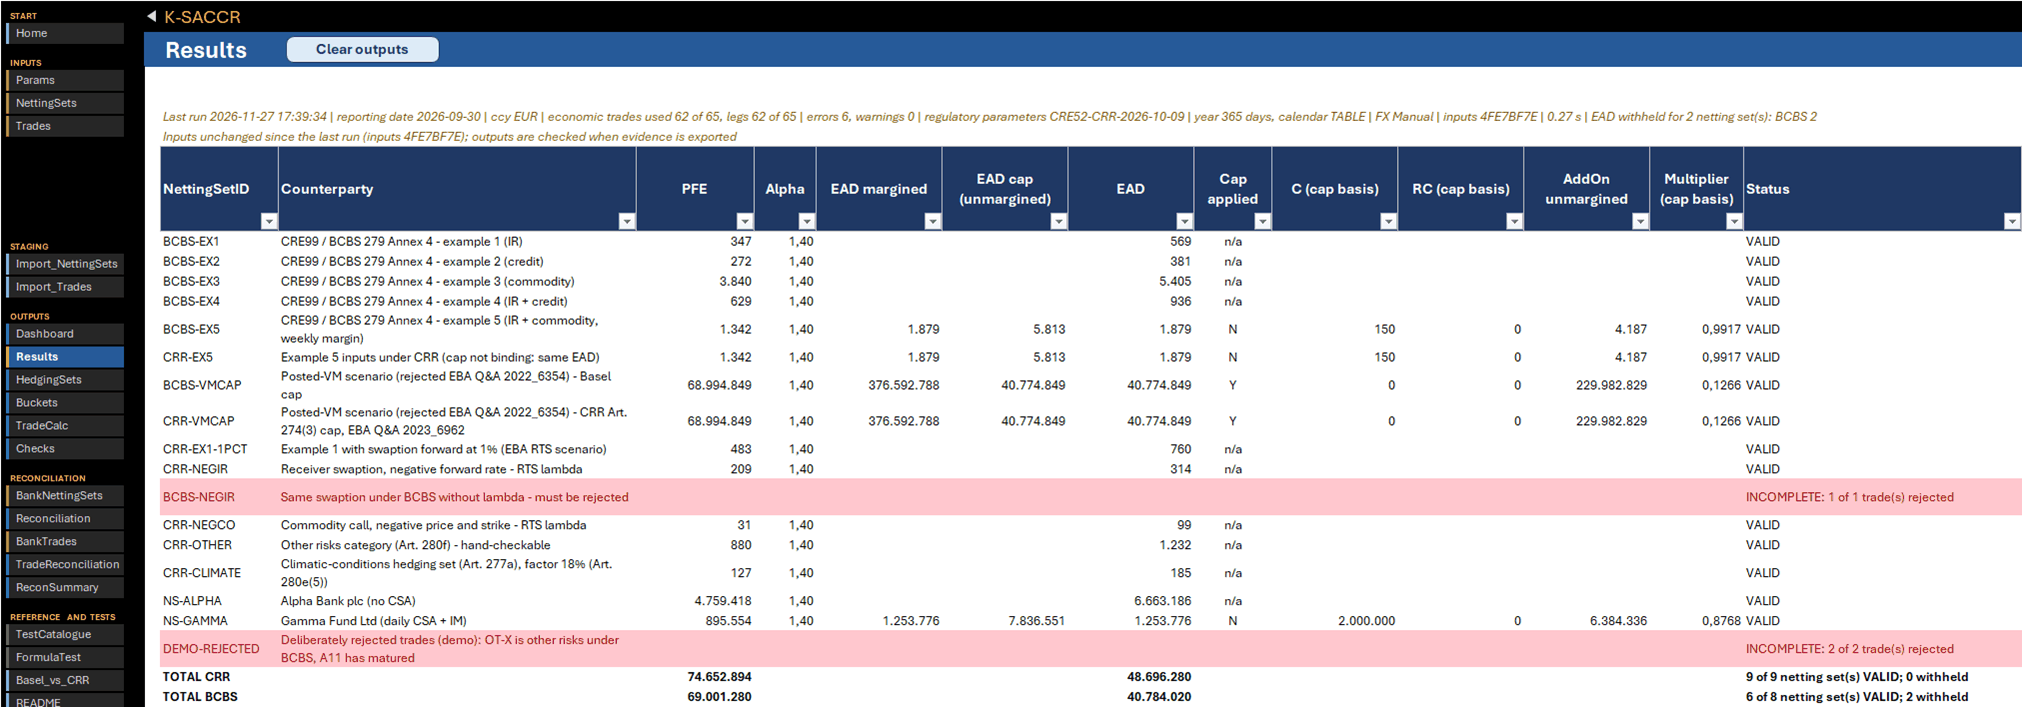 START
Home
INPUTS
Params
NettingSets
Trades
STAGING
Import_NettingSets
Import_Trades
OUTPUTS
Dashboard
Results
HedgingSets
Buckets
TradeCalc
Checks
RECONCILIATION
BankNettingSets
Reconciliation
BankTrades
TradeReconciliation
ReconSummary
REFERENCE AND TESTS
TestCatalogue
FormulaTest
Basel_vs_CRR
README
K-SACCR
Results Clear outputs
Last run 2026-11-27 17:39:34 | reporting date 2026-09-30 | ccy EUR | economic trades used 62 of 65, legs 62 of 65 | errors 6, warnings 0 | regulatory parameters CRE52-CRR-2026-10-09 | year 365 days, calendar TABLE | FX Manual | inputs 4FE7BF7E | 0.27 s | EAD withheld for 2 netting set(s): BCBS 2
Inputs unchanged since the last run (inputs 4FE7BF7E); outputs are checked when evidence is exported
NettingSetID Counterparty PFE Alpha EAD margined EAD cap (unmargined) EAD Cap applied C (cap basis) RC (cap basis) AddOn unmargined Multiplier (cap basis) Status
BCBS-EX1 CRE99 / BCBS 279 Annex 4 - example 1 (IR) 347 1,40 569 n/a VALID
BCBS-EX2 CRE99 / BCBS 279 Annex 4 - example 2 (credit) 272 1,40 381 n/a VALID
BCBS-EX3 CRE99 / BCBS 279 Annex 4 - example 3 (commodity) 3.840 1,40 5.405 n/a VALID
BCBS-EX4 CRE99 / BCBS 279 Annex 4 - example 4 (IR + credit) 629 1,40 936 n/a VALID
BCBS-EX5 CRE99 / BCBS 279 Annex 4 - example 5 (IR + commodity, weekly margin) 1.342 1,40 1.879 5.813 1.879 N 150 0 4.187 0,9917 VALID
CRR-EX5 Example 5 inputs under CRR (cap not binding: same EAD) 1.342 1,40 1.879 5.813 1.879 N 150 0 4.187 0,9917 VALID
BCBS-VMCAP Posted-VM scenario (rejected EBA Q&A 2022_6354) - Basel cap 68.994.849 1,40 376.592.788 40.774.849 40.774.849 Y 0 0 229.982.829 0,1266 VALID
CRR-VMCAP Posted-VM scenario (rejected EBA Q&A 2022_6354) - CRR Art. 274(3) cap, EBA Q&A 2023_6962 68.994.849 1,40 376.592.788 40.774.849 40.774.849 Y 0 0 229.982.829 0,1266 VALID
CRR-EX1-1PCT Example 1 with swaption forward at 1% (EBA RTS scenario) 483 1,40 760 n/a VALID
CRR-NEGIR Receiver swaption, negative forward rate - RTS lambda 209 1,40 314 n/a VALID
BCBS-NEGIR Same swaption under BCBS without lambda - must be rejected INCOMPLETE: 1 of 1 trade(s) rejected
CRR-NEGCO Commodity call, negative price and strike - RTS lambda 31 1,40 99 n/a VALID
CRR-OTHER Other risks category (Art. 280f) - hand-checkable 880 1,40 1.232 n/a VALID
CRR-CLIMATE Climatic-conditions hedging set (Art. 277a), factor 18% (Art. 280e(5)) 127 1,40 185 n/a VALID
NS-ALPHA Alpha Bank plc (no CSA) 4.759.418 1,40 6.663.186 n/a VALID
NS-GAMMA Gamma Fund Ltd (daily CSA + IM) 895.554 1,40 1.253.776 7.836.551 1.253.776 N 2.000.000 0 6.384.336 0,8768 VALID
DEMO-REJECTED Deliberately rejected trades (demo): OT-X is other risks under BCBS, A11 has matured INCOMPLETE: 2 of 2 trade(s) rejected
TOTAL CRR 74.652.894 48.696.280 9 of 9 netting set(s) VALID; 0 withheld
TOTAL BCBS 69.001.280 40.784.020 6 of 8 netting set(s) VALID; 2 withheld